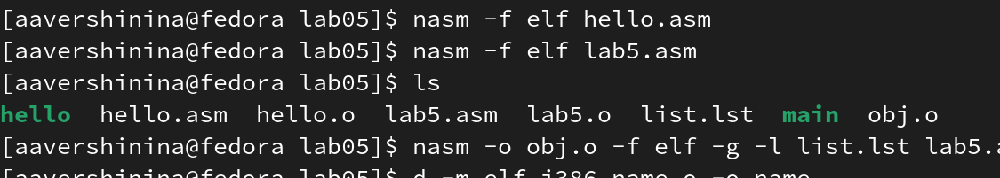 [aavershinina@fedora lab05]$ nasm -f elf hello.asm
[aavershinina@fedora lab05]$ nasm -f elf lab5.asm
[aavershinina@fedora lab05]$ ls
hello  hello.asm  hello.o  lab5.asm  lab5.o  list.lst  main  obj.o
[aavershinina@fedora lab05]$ nasm -o obj.o -f elf -g -l list.lst lab5.a
[aavershinina@fedora lab05]$ d -m elf_i386 name.o -o name